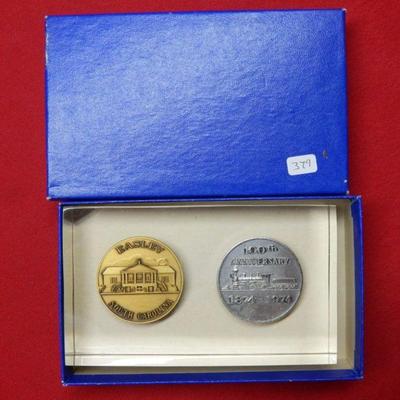 379
EASLEY
SOUTH CAROLINA
100th
ANNIVERSARY
1874-1974